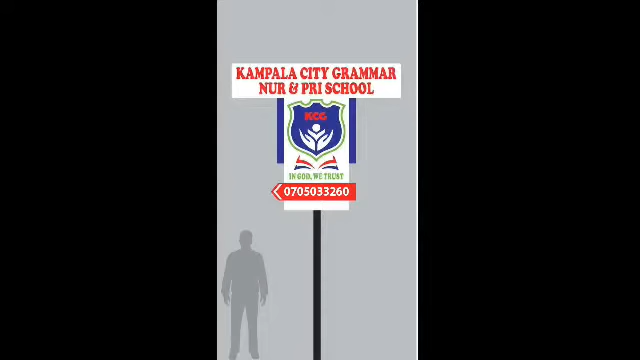 KAMPALA CITY GRAMMAR
NUR & PRI SCHOOL
KCG
IN GOD, WE TRUST
0705033260